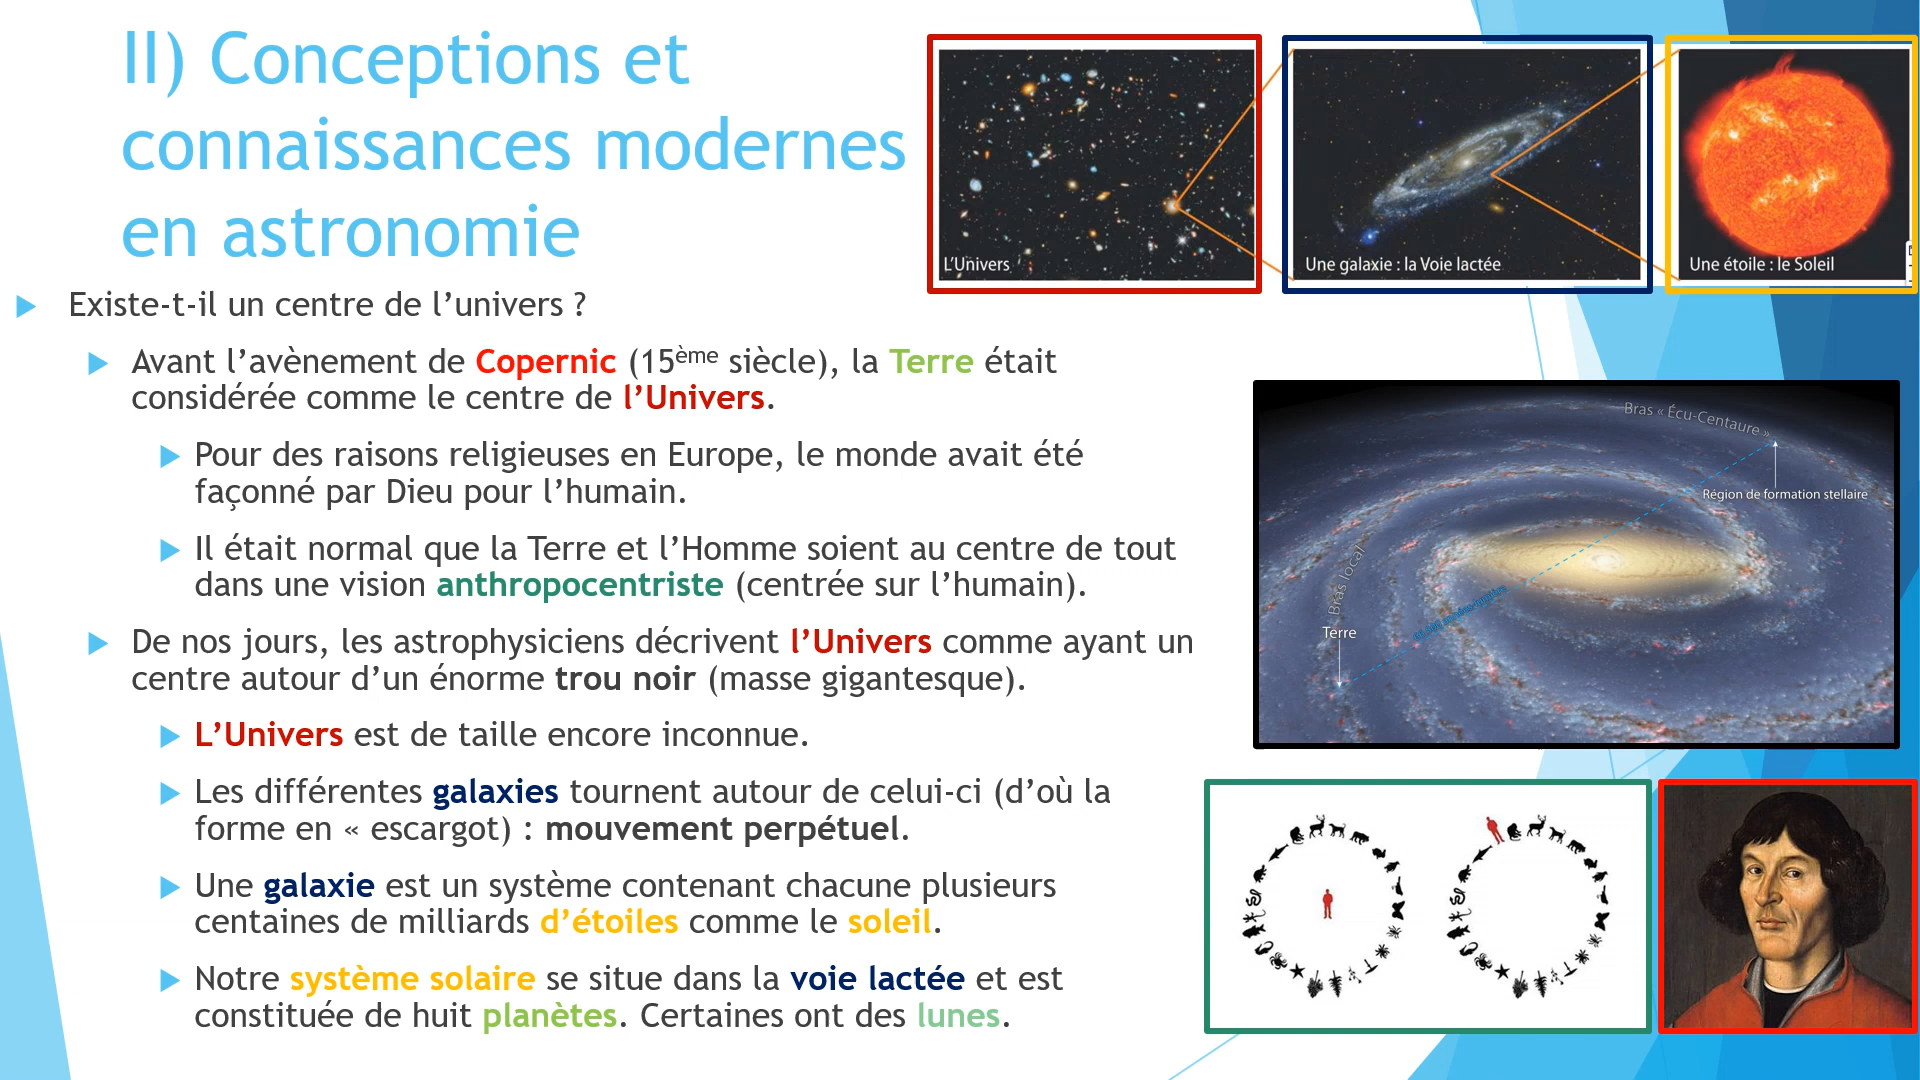 II) Conceptions et
connaissances modernes
en astronomie
L'Univers
Une galaxie : la Voie lactée
Une étoile : le Soleil
Existe-t-il un centre de l'univers ?
Avant l'avènement de Copernic (15ème siècle), la Terre était
considérée comme le centre de l'Univers.
Pour des raisons religieuses en Europe, le monde avait été
façonné par Dieu pour l'humain.
Il était normal que la Terre et l'Homme soient au centre de tout
dans une vision anthropocentriste (centrée sur l'humain).
De nos jours, les astrophysiciens décrivent l'Univers comme ayant un
centre autour d'un énorme trou noir (masse gigantesque).
L'Univers est de taille encore inconnue.
Les différentes galaxies tournent autour de celui-ci (d'où la
forme en « escargot) : mouvement perpétuel.
Une galaxie est un système contenant chacune plusieurs
centaines de milliards d'étoiles comme le soleil.
Notre système solaire se situe dans la voie lactée et est
constituée de huit planètes. Certaines ont des lunes.
Bras « Écu-Centaure »
Région de formation stellaire
Bras local
années-lumière
Terre